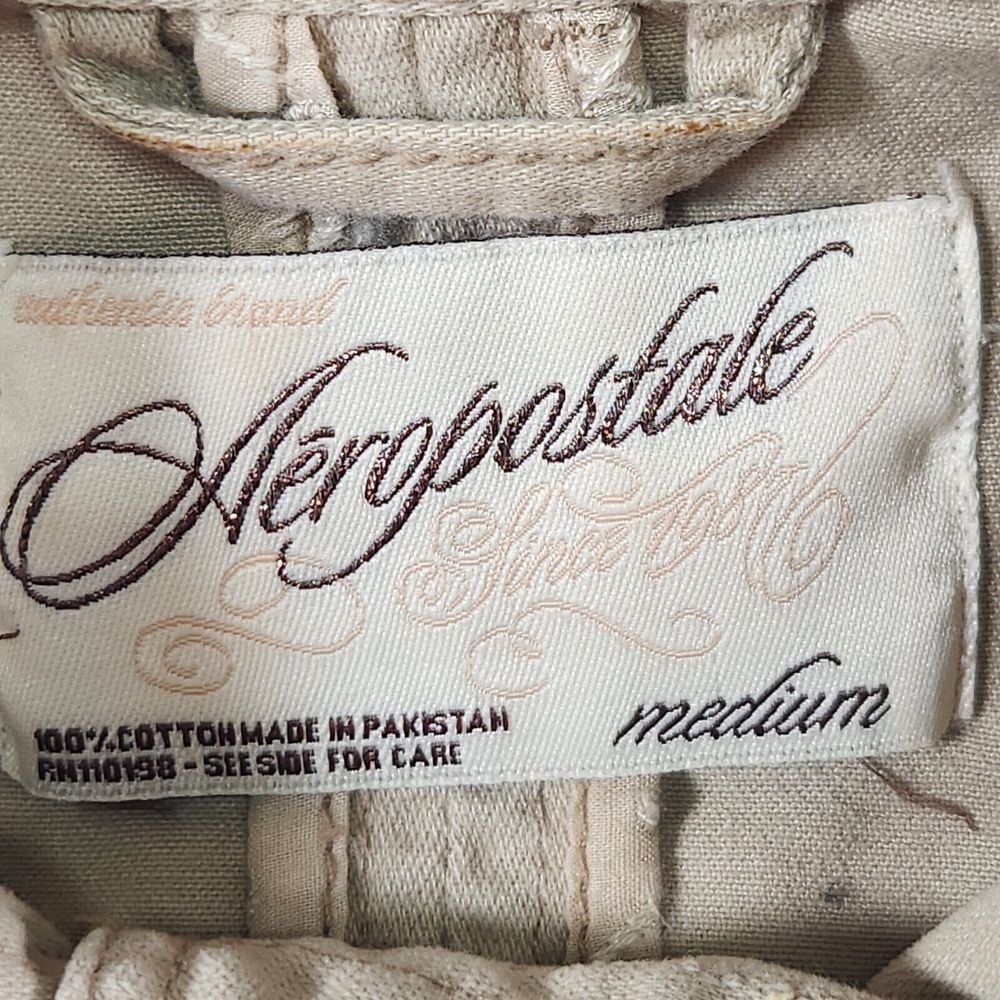 authentic brand
Aéropostale
Since 1987
medium
100% COTTON MADE IN PAKISTAN
RN110198 - SEE SIDE FOR CARE